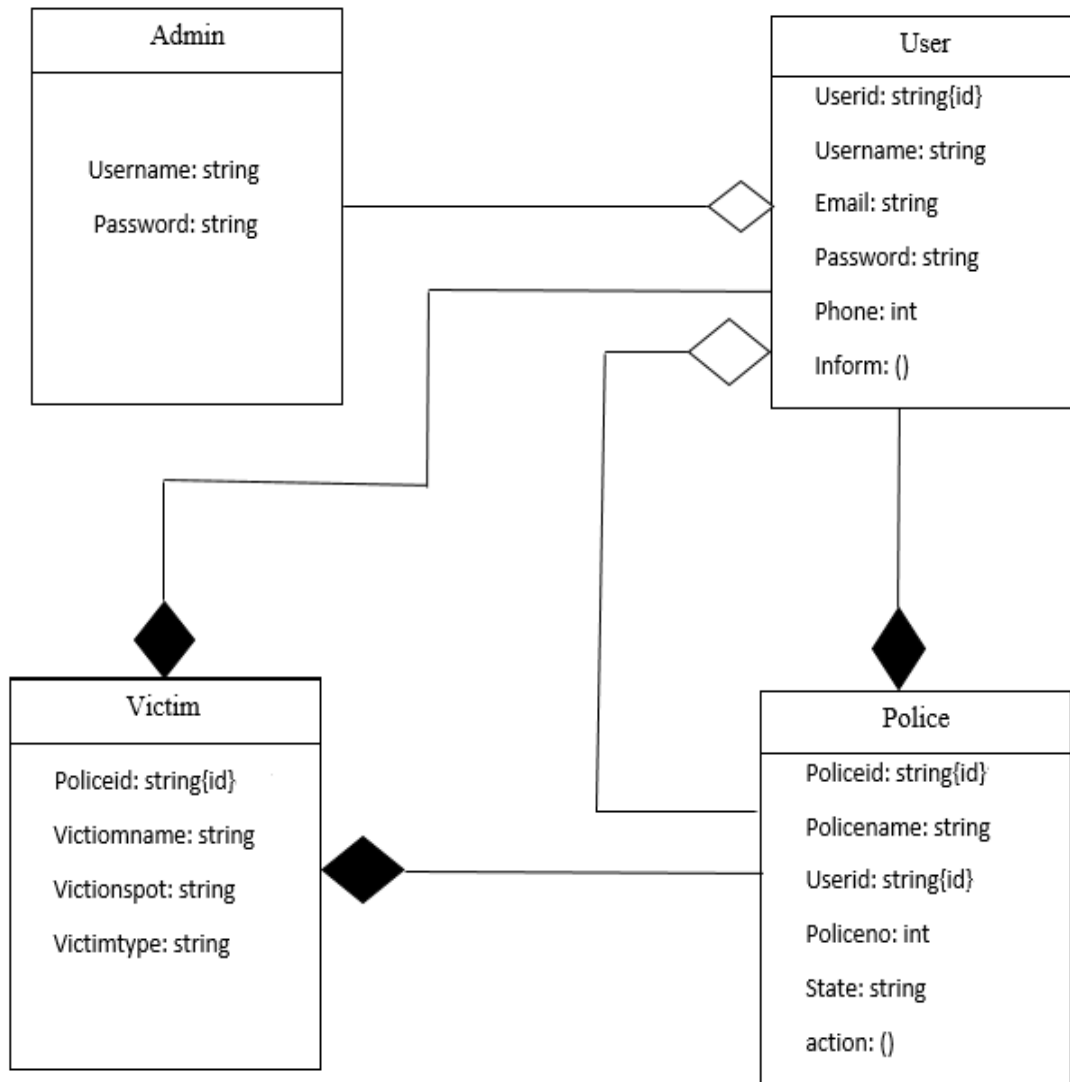 Admin
Username: string
Password: string
User
Userid: string{id}
Username: string
Email: string
Password: string
Phone: int
Inform: ()
Victim
Policeid: string{id}
Victiomname: string
Victionspot: string
Victimtype: string
Police
Policeid: string{id}
Policename: string
Userid: string{id}
Policeno: int
State: string
action: ()